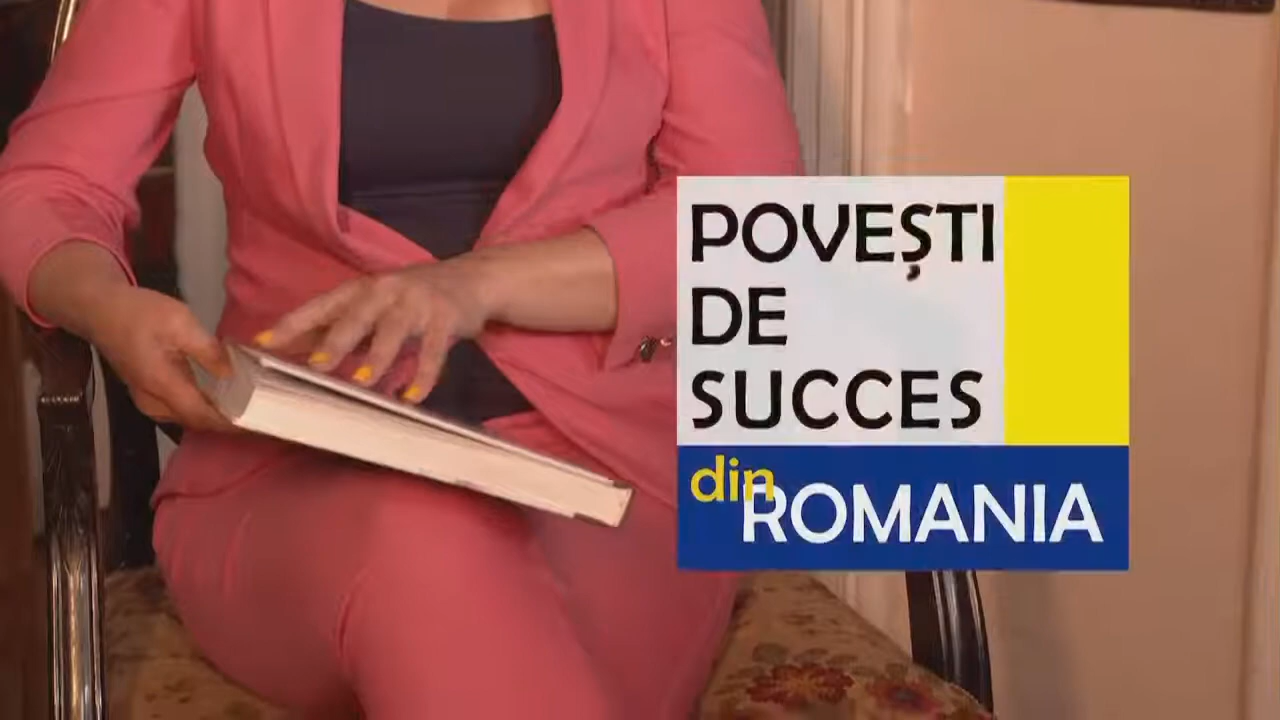 POVEȘTI
DE
SUCCES
din
ROMANIA